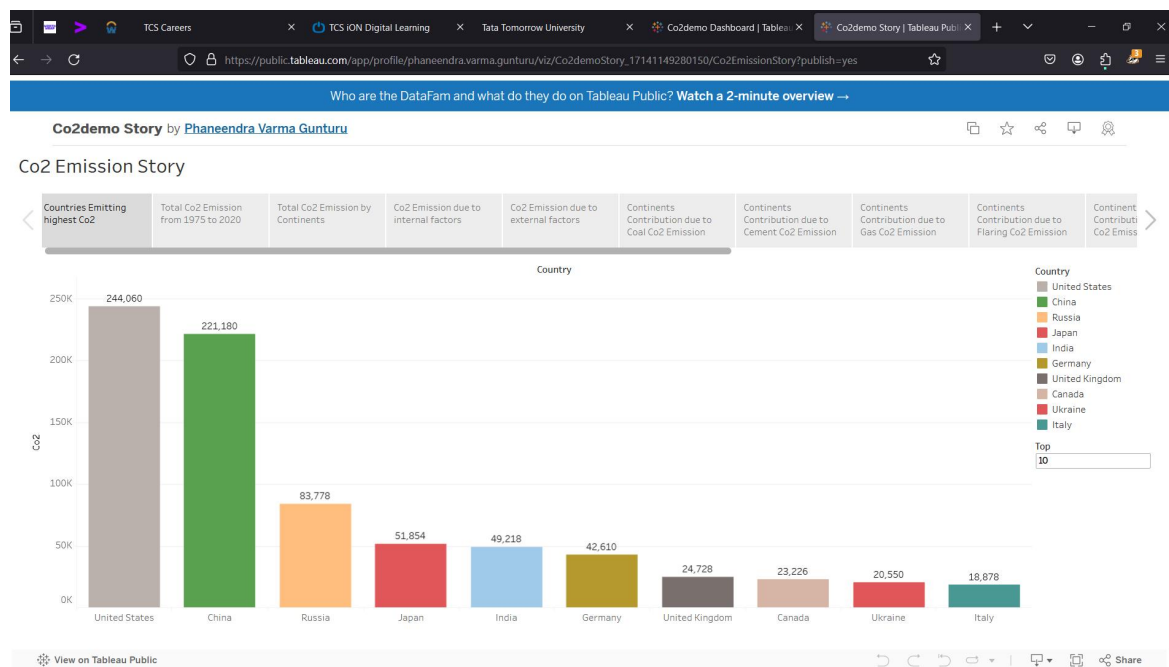 TCS Careers
TCS iON Digital Learning
Tata Tomorrow University
Co2demo Dashboard | Tableau
Co2demo Story | Tableau Publi
https://public.tableau.com/app/profile/phaneendra.varma.gunturu/viz/Co2demoStory_17141149280150/Co2EmissionStory?publish=yes
3
Who are the DataFam and what do they do on Tableau Public? Watch a 2-minute overview →
Co2demo Story by Phaneendra Varma Gunturu
Co2 Emission Story
Countries Emitting
highest Co2
Total Co2 Emission
from 1975 to 2020
Total Co2 Emission by
Continents
Co2 Emission due to
internal factors
Co2 Emission due to
external factors
Continents
Contribution due to
Coal Co2 Emission
Continents
Contribution due to
Cement Co2 Emission
Continents
Contribution due to
Gas Co2 Emission
Continents
Contribution due to
Flaring Co2 Emission
Continent
Contributi
Co2 Emiss
Country
Co2
250K
200K
150K
100K
50K
0K
244,060
221,180
83,778
51,854
49,218
42,610
24,728
23,226
20,550
18,878
United States
China
Russia
Japan
India
Germany
United Kingdom
Canada
Ukraine
Italy
Country
United States
China
Russia
Japan
India
Germany
United Kingdom
Canada
Ukraine
Italy
Top
10
View on Tableau Public
Share